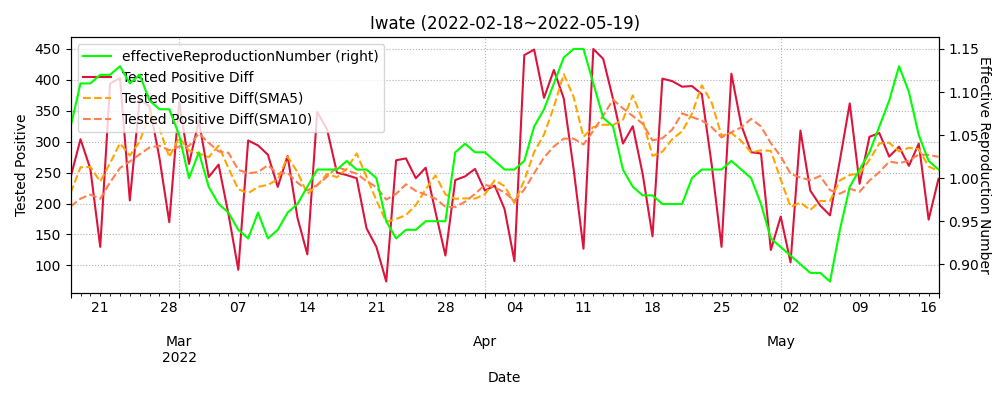 Iwate (2022-02-18~2022-05-19)
effectiveReproductionNumber (right)
Tested Positive Diff
Tested Positive Diff(SMA5)
Tested Positive Diff(SMA10)
Tested Positive
450
400
350
300
250
200
150
100
1.15
1.10
1.05
1.00
0.95
0.90
Effective Reproduction Number
21 28 07 14 21 28 04 11 18 25 02 09 16
Mar Apr May
2022
Date